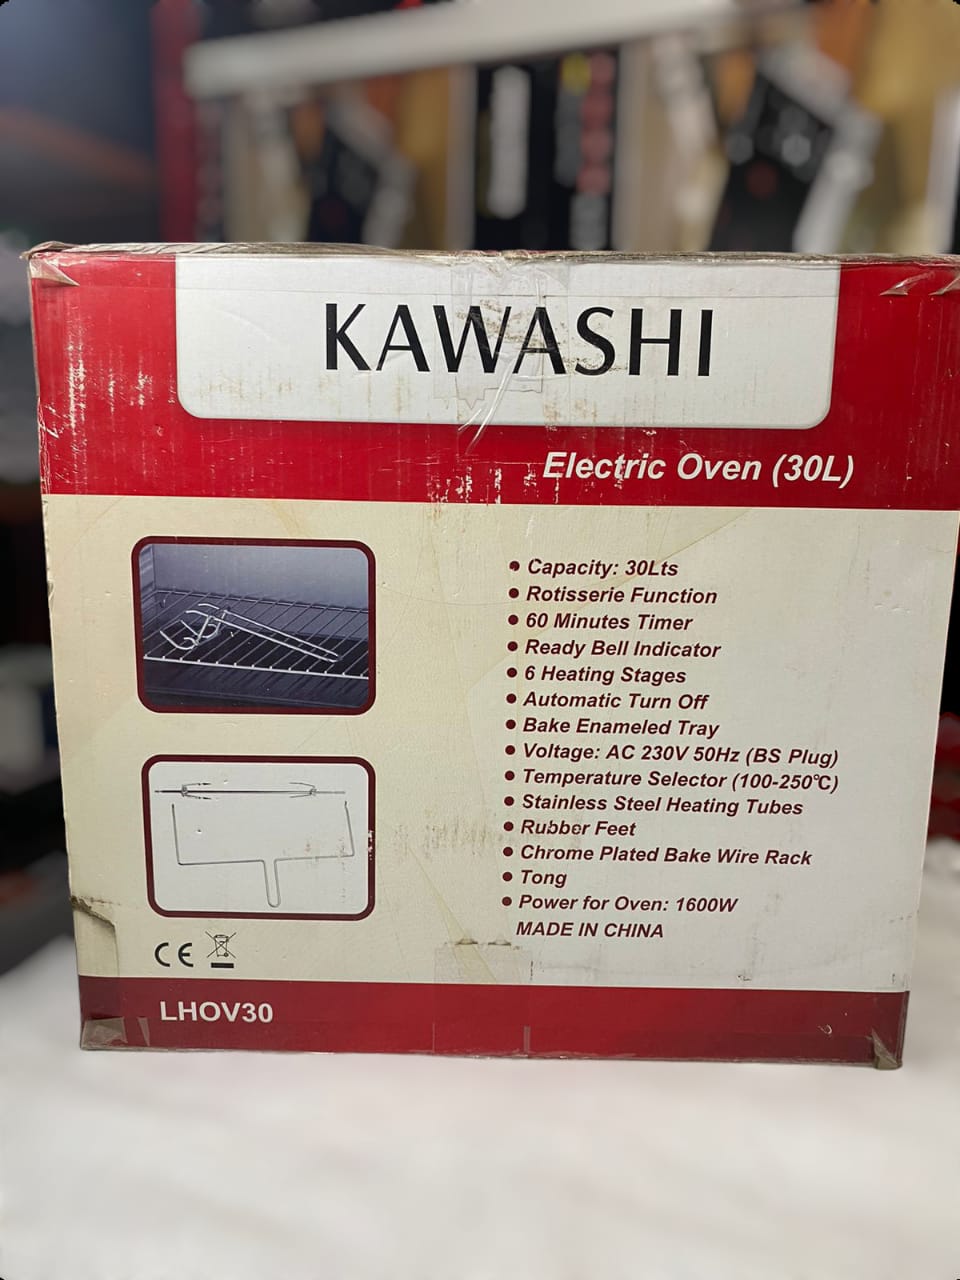 KAWASHI
Electric Oven (30L)
• Capacity: 30Lts
• Rotisserie Function
• 60 Minutes Timer
• Ready Bell Indicator
• 6 Heating Stages
• Automatic Turn Off
• Bake Enameled Tray
• Voltage: AC 230V 50Hz (BS Plug)
• Temperature Selector (100-250℃)
• Stainless Steel Heating Tubes
• Rubber Feet
• Chrome Plated Bake Wire Rack
• Tong
• Power for Oven: 1600W
MADE IN CHINA
CE
LHOV30